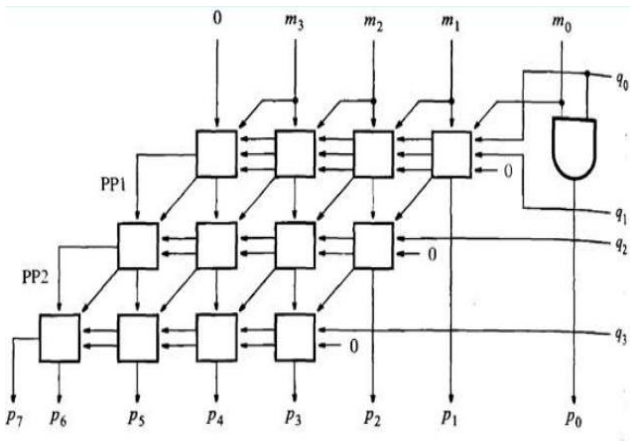 0 m₃ m₂ m₁ m₀
q₀
0
PP1
q₁
q₂
0
PP2
q₃
0
p₇ p₆ p₅ p₄ p₃ p₂ p₁ p₀